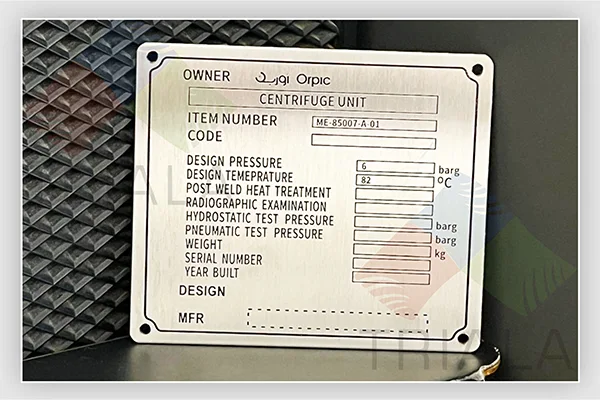 OWNER اوربك Orpic
CENTRIFUGE UNIT
ITEM NUMBER ME-85007-A-01
CODE
DESIGN PRESSURE 6 barg
DESIGN TEMEPRATURE 82 ºC
POST WELD HEAT TREATMENT
RADIOGRAPHIC EXAMINATION
HYDROSTATIC TEST PRESSURE barg
PNEUMATIC TEST PRESSURE barg
WEIGHT kg
SERIAL NUMBER
YEAR BUILT
DESIGN
MFR